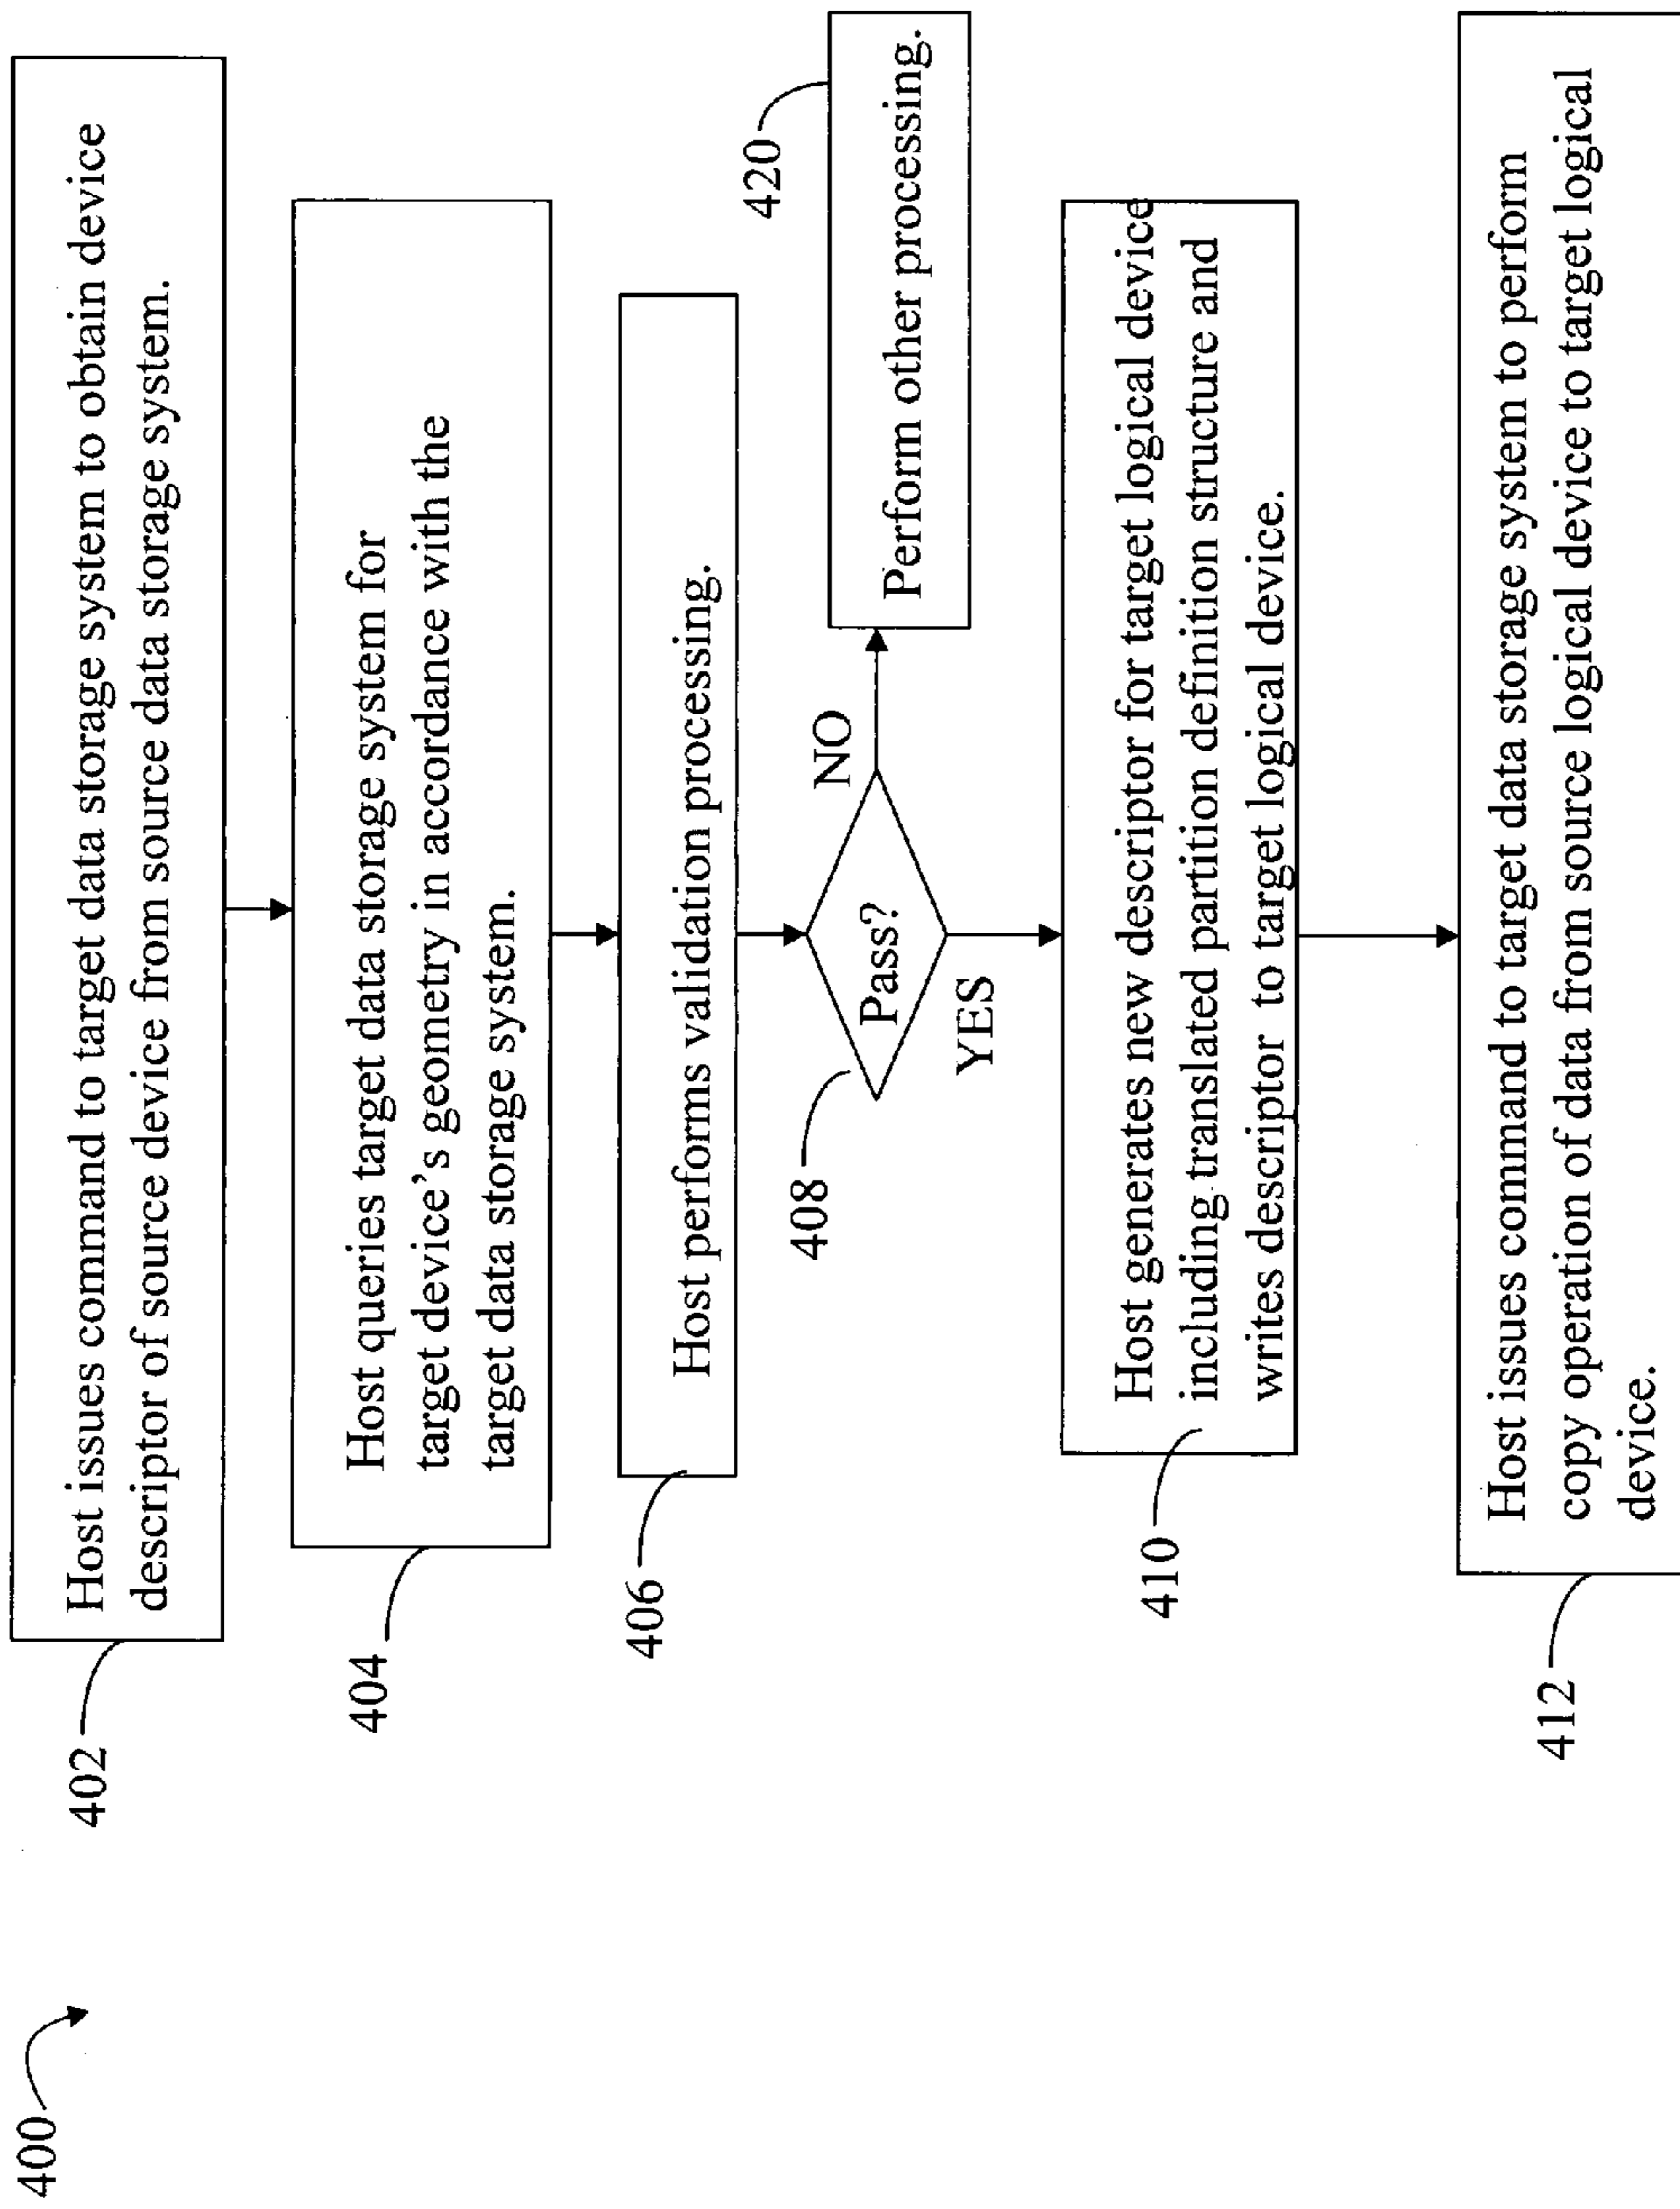 400
402
Host issues command to target data storage system to obtain device
descriptor of source device from source data storage system.
404
Host queries target data storage system for
target device's geometry in accordance with the
target data storage system.
406
Host performs validation processing.
408
Pass?
NO
420
Perform other processing.
YES
410
Host generates new descriptor for target logical device
including translated partition definition structure and
writes descriptor to target logical device.
412
Host issues command to target data storage system to perform
copy operation of data from source logical device to target logical
device.